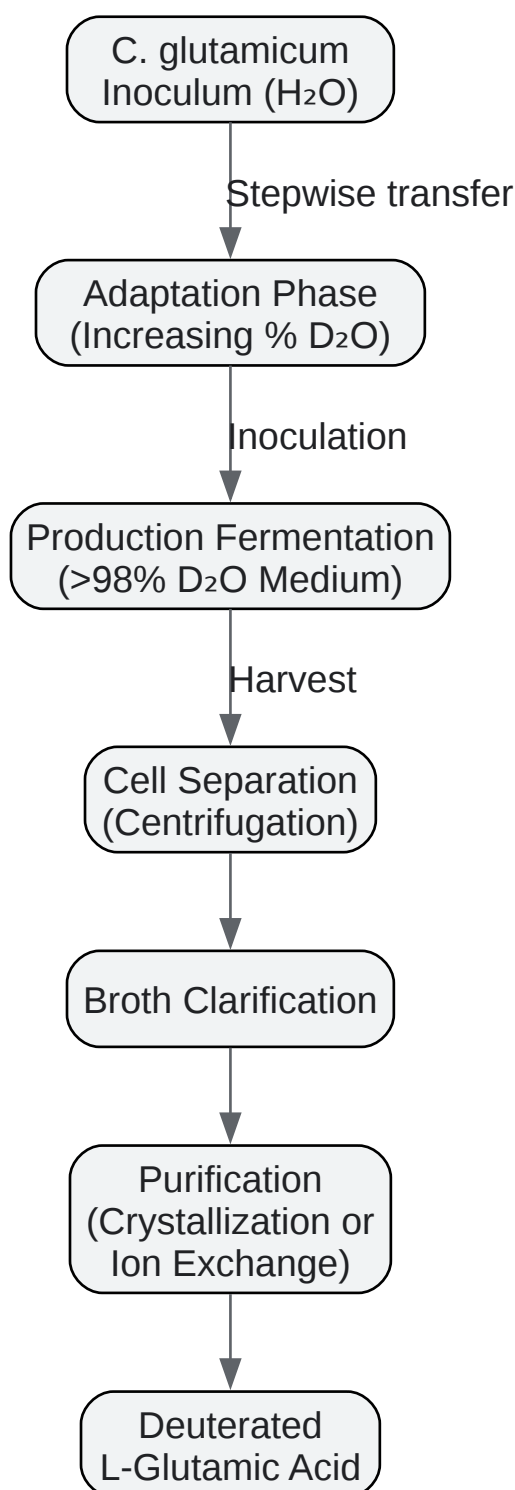 C. glutamicum
Inoculum (H₂O)
Stepwise transfer
Adaptation Phase
(Increasing % D₂O)
Inoculation
Production Fermentation
(>98% D₂O Medium)
Harvest
Cell Separation
(Centrifugation)
Broth Clarification
Purification
(Crystallization or
Ion Exchange)
Deuterated
L-Glutamic Acid